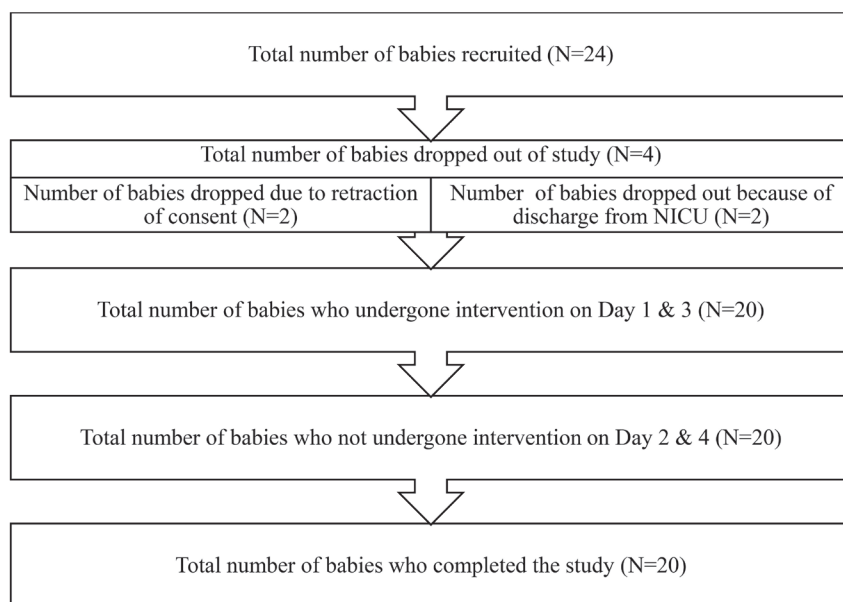 Total number of babies recruited (N=24)
Total number of babies dropped out of study (N=4)
Number of babies dropped due to retraction
of consent (N=2)
Number of babies dropped out because of
discharge from NICU (N=2)
Total number of babies who undergone intervention on Day 1 & 3 (N=20)
Total number of babies who not undergone intervention on Day 2 & 4 (N=20)
Total number of babies who completed the study (N=20)